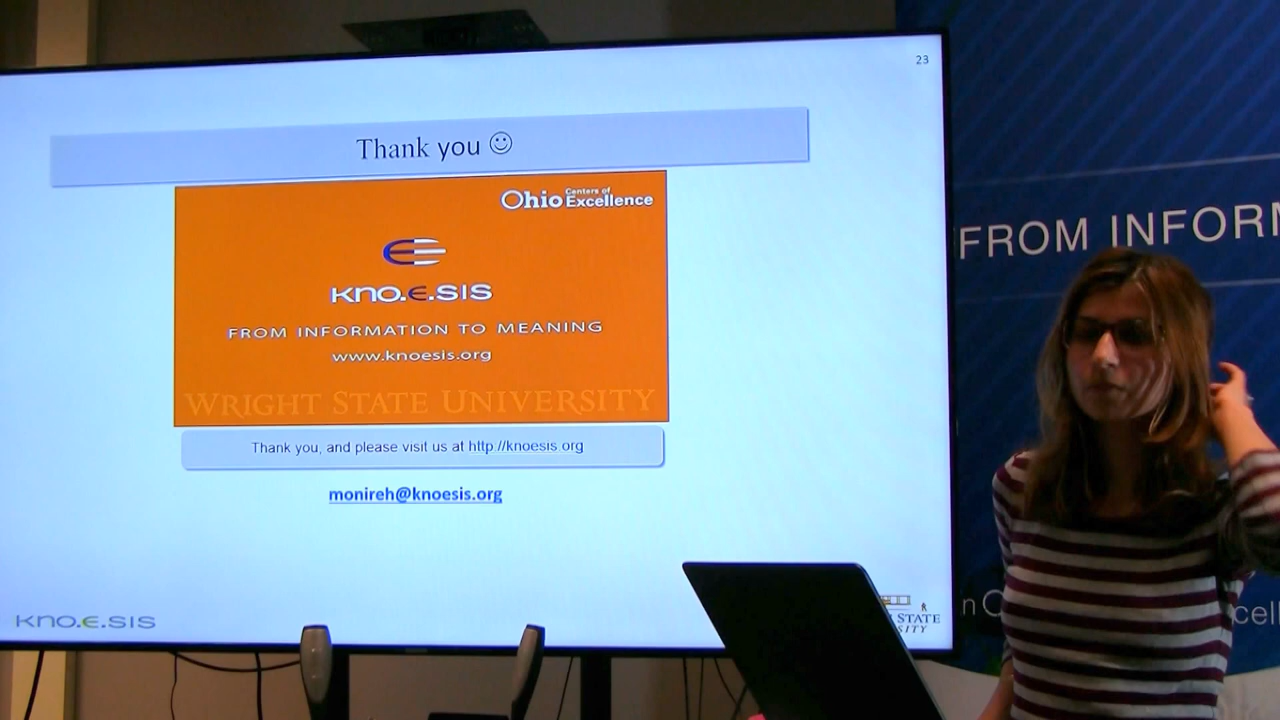 23
Thank you ☺
Ohio Centers of Excellence
kno.e.sis
FROM INFORMATION TO MEANING
www.knoesis.org
WRIGHT STATE UNIVERSITY
Thank you, and please visit us at http://knoesis.org
monireh@knoesis.org
kno.e.sis
STATE
FROM INFORM